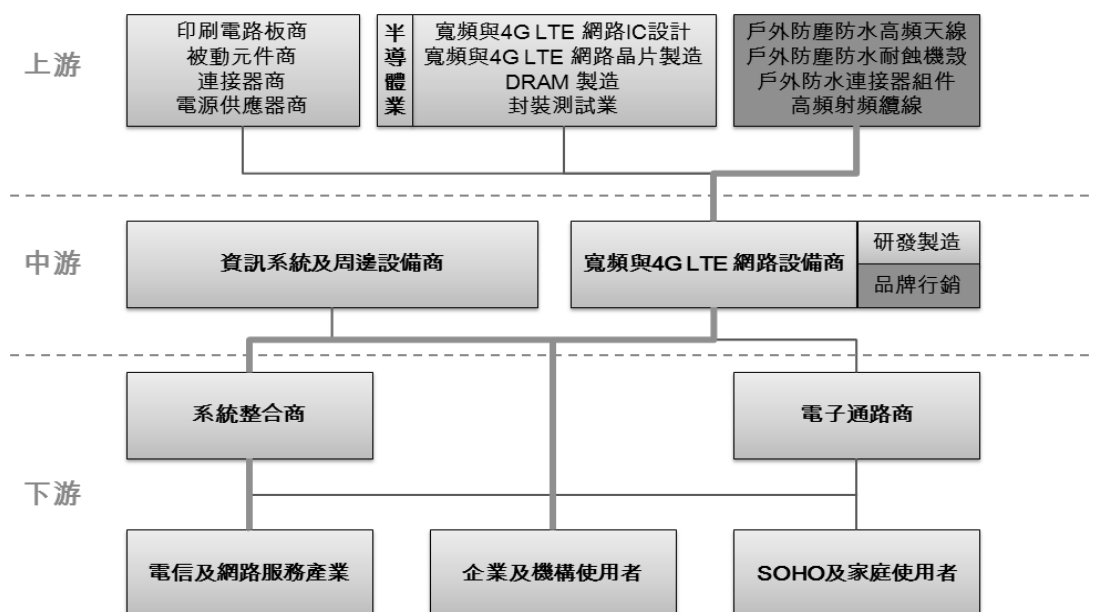 上游
印刷電路板商
被動元件商
連接器商
電源供應器商
半導體業
寬頻與4G LTE 網路IC設計
寬頻與4G LTE 網路晶片製造
DRAM 製造
封裝測試業
戶外防塵防水高頻天線
戶外防塵防水耐蝕機殼
戶外防水連接器組件
高頻射頻纜線
中游
資訊系統及周邊設備商
寬頻與4G LTE 網路設備商
研發製造
品牌行銷
下游
系統整合商
電子通路商
電信及網路服務產業
企業及機構使用者
SOHO及家庭使用者